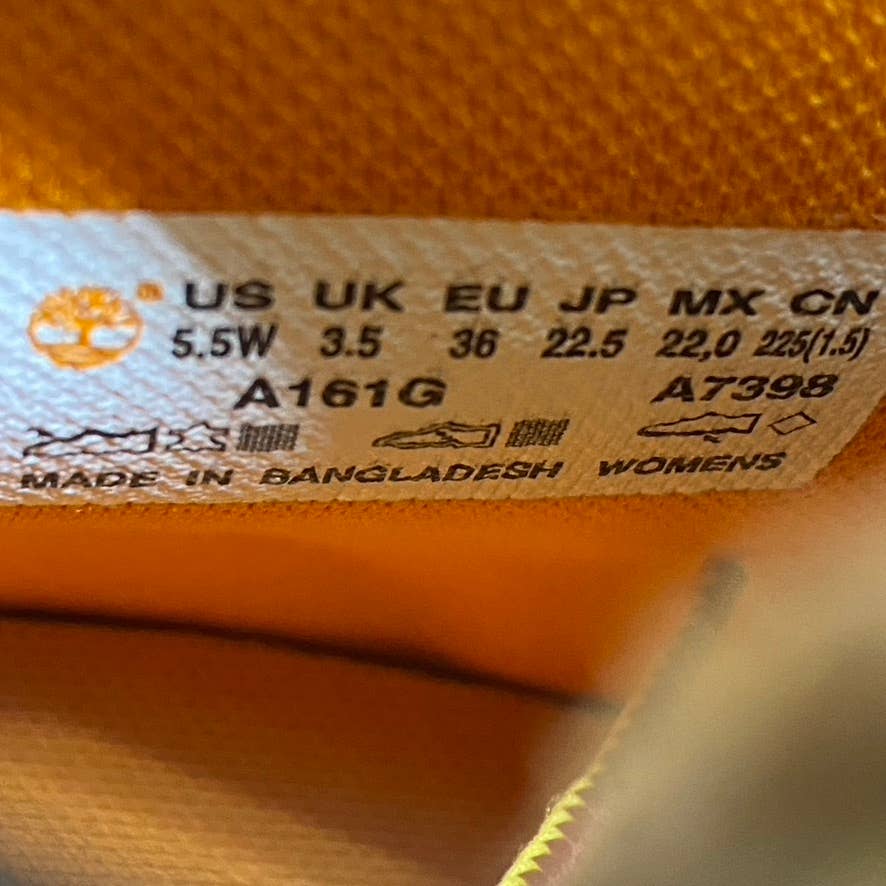 ® US UK EU JP MX CN
5.5W 3.5 36 22.5 22,0 225(1.5)
A161G A7398
MADE IN BANGLADESH WOMENS